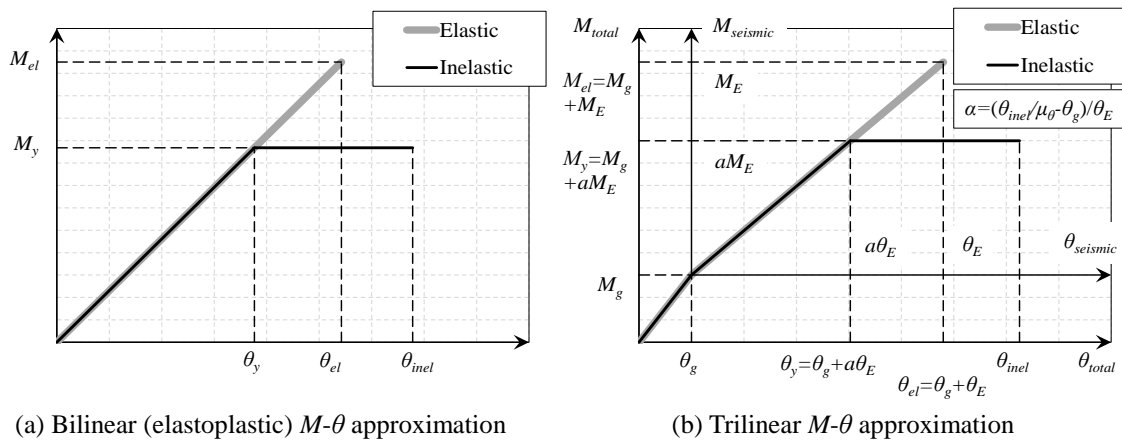 Elastic
Inelastic
M_el
M_y
θ_y
θ_el
θ_inel
(a) Bilinear (elastoplastic) M-θ approximation
M_total
M_seismic
Elastic
Inelastic
α=(θ_inel/μ_θ-θ_g)/θ_E
M_el=M_g
+M_E
M_E
M_y=M_g
+aM_E
aM_E
aθ_E
θ_E
θ_seismic
M_g
θ_g
θ_y=θ_g+aθ_E
θ_inel
θ_total
θ_el=θ_g+θ_E
(b) Trilinear M-θ approximation